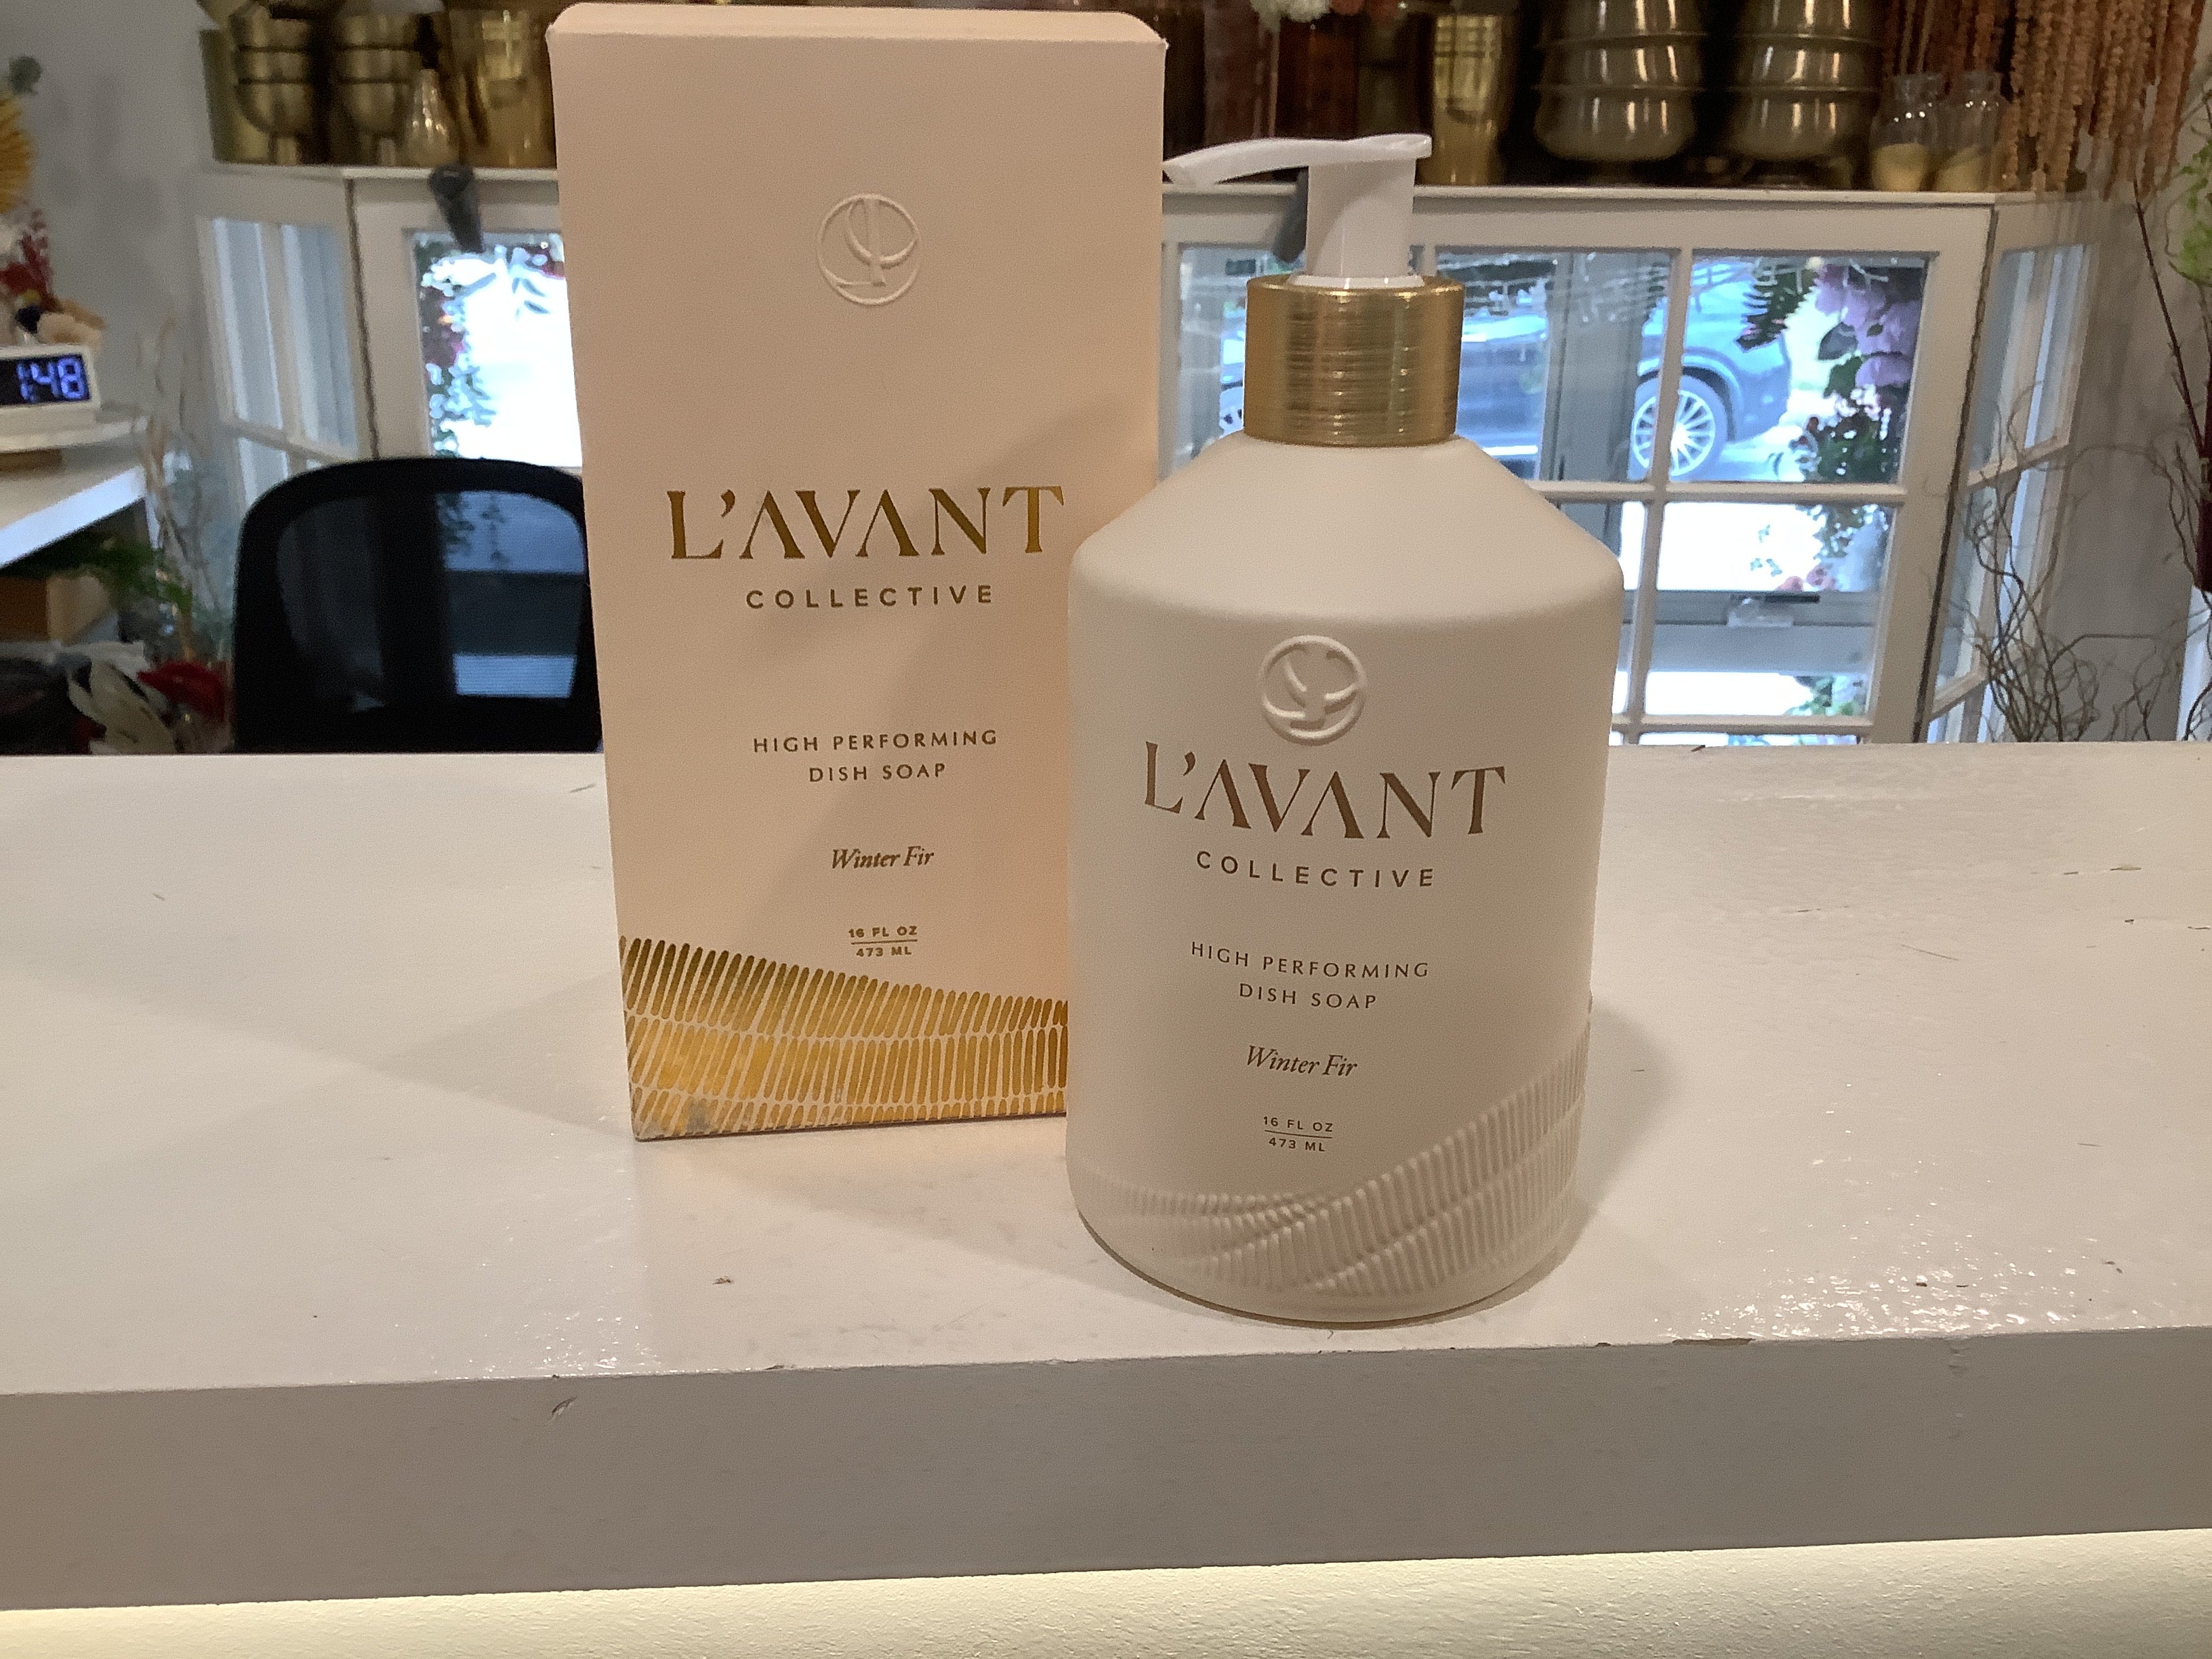 L'AVANT
COLLECTIVE
HIGH PERFORMING
DISH SOAP
Winter Fir
16 FL OZ
473 ML
L'AVANT
COLLECTIVE
HIGH PERFORMING
DISH SOAP
Winter Fir
16 FL OZ
473 ML
1:48